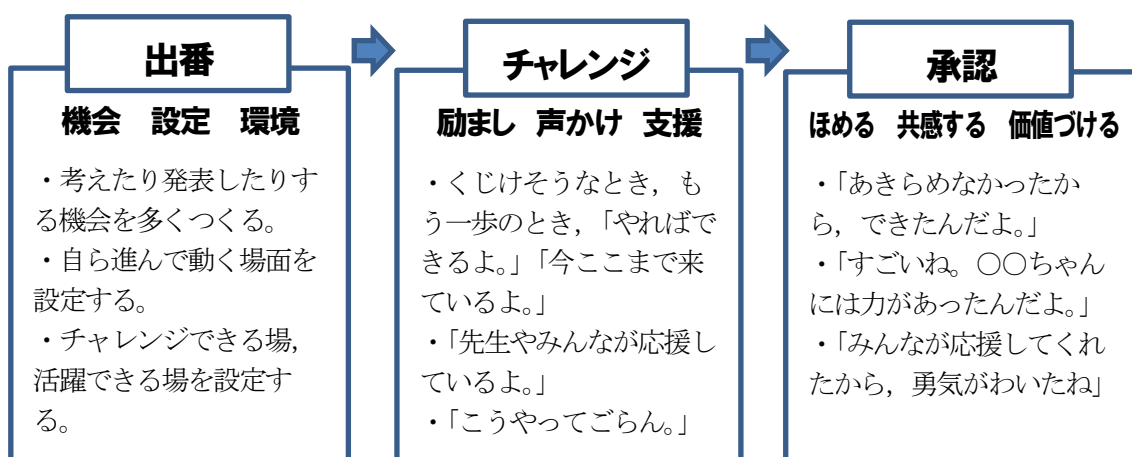 出番
機会 設定 環境
・考えたり発表したりす
る機会を多くつくる。
・自ら進んで動く場面を
設定する。
・チャレンジできる場，
活躍できる場を設定す
る。
チャレンジ
励まし 声かけ 支援
・くじけそうなとき，も
う一歩のとき，「やればで
きるよ。」「今ここまで来
ているよ。」
・「先生やみんなが応援し
ているよ。」
・「こうやってごらん。」
承認
ほめる 共感する 価値づける
・「あきらめなかったか
ら，できたんだよ。」
・「すごいね。〇〇ちゃん
には力があったんだよ。」
・「みんなが応援してくれ
たから，勇気がわいたね」